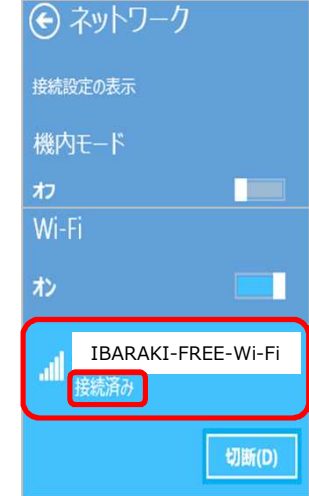 ネットワーク
接続設定の表示
機内モード
オフ
Wi-Fi
オン
IBARAKI-FREE-Wi-Fi
接続済み
切断(D)